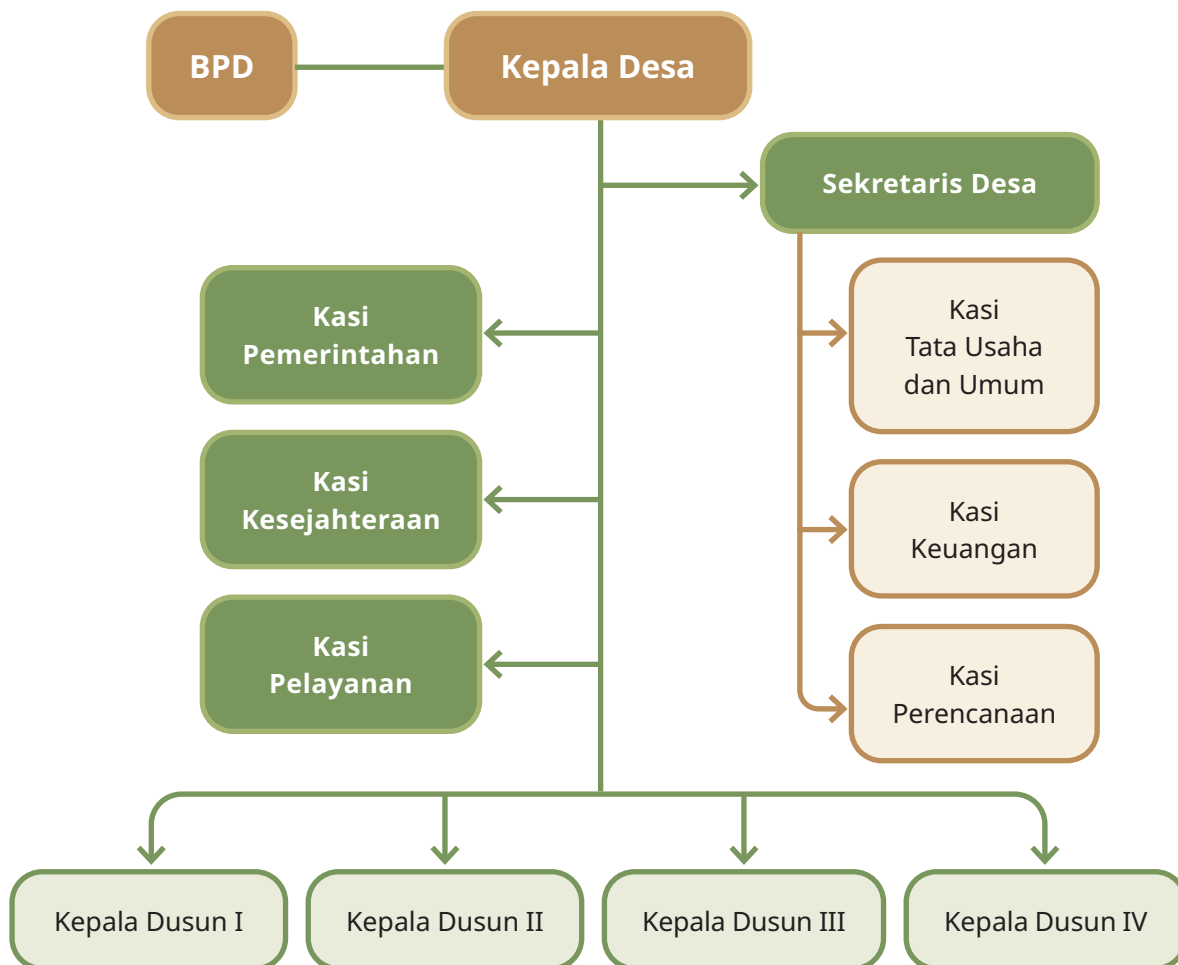 BPD
Kepala Desa
Sekretaris Desa
Kasi
Pemerintahan
Kasi
Kesejahteraan
Kasi
Pelayanan
Kasi
Tata Usaha
dan Umum
Kasi
Keuangan
Kasi
Perencanaan
Kepala Dusun I
Kepala Dusun II
Kepala Dusun III
Kepala Dusun IV